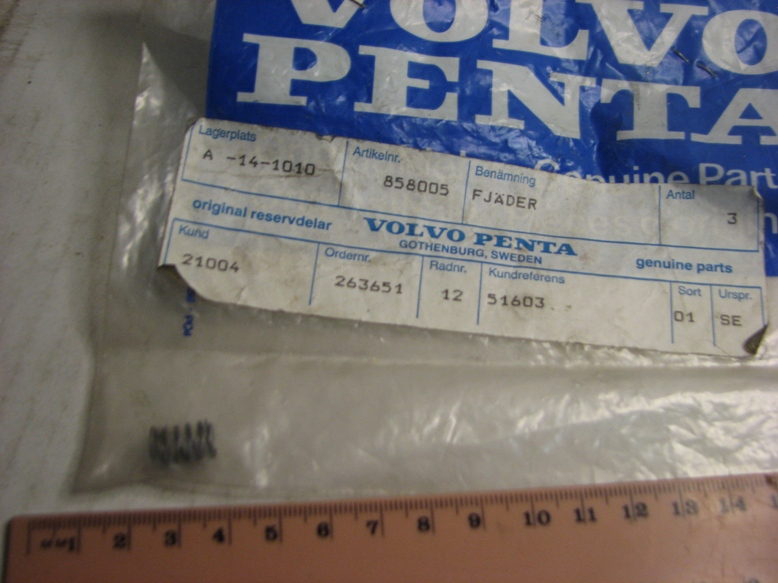 VOLVO
PENTA
Genuine Part
Lagerplats
A -14-1010
Artikelnr.
858005
Benämning
FJÄDER
Antal
3
original reservdelar
VOLVO PENTA
GOTHENBURG, SWEDEN
genuine parts
Kund
21004
Ordernr.
263651
Radnr.
12
Kundreferens
51603
Sort
01
Urspr.
SE
1 2 3 4 5 6 7 8 9 10 11 12 13 14